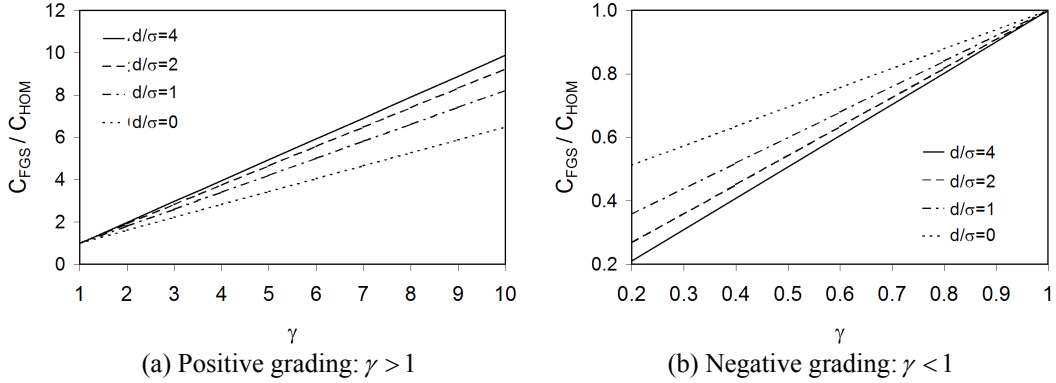 12
10
8
6
4
2
0
C_FGS / C_HOM
d/σ=4
d/σ=2
d/σ=1
d/σ=0
1 2 3 4 5 6 7 8 9 10
γ
(a) Positive grading: γ > 1
1.0
0.8
0.6
0.4
0.2
C_FGS / C_HOM
d/σ=4
d/σ=2
d/σ=1
d/σ=0
0.2 0.3 0.4 0.5 0.6 0.7 0.8 0.9 1
γ
(b) Negative grading: γ < 1